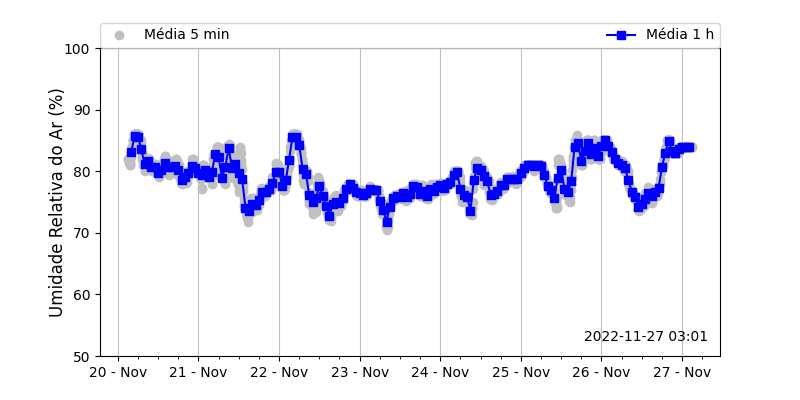 Média 5 min
Média 1 h
Umidade Relativa do Ar (%)
100
90
80
70
60
50
2022-11-27 03:01
20 - Nov
21 - Nov
22 - Nov
23 - Nov
24 - Nov
25 - Nov
26 - Nov
27 - Nov